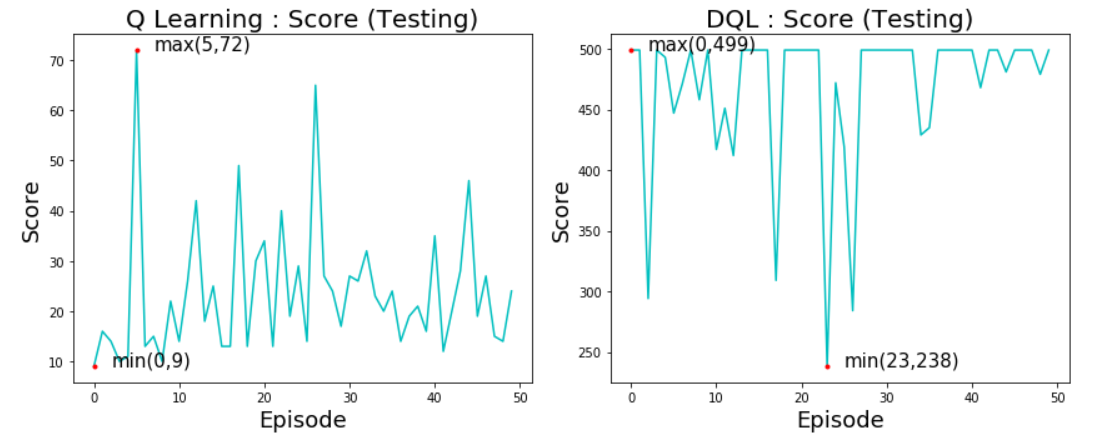 Q Learning : Score (Testing)
max(5,72)
70
60
50
40
30
20
10
min(0,9)
Score
0
10
20
30
40
50
Episode
DQL : Score (Testing)
max(0,499)
500
450
400
350
300
250
min(23,238)
Score
0
10
20
30
40
50
Episode